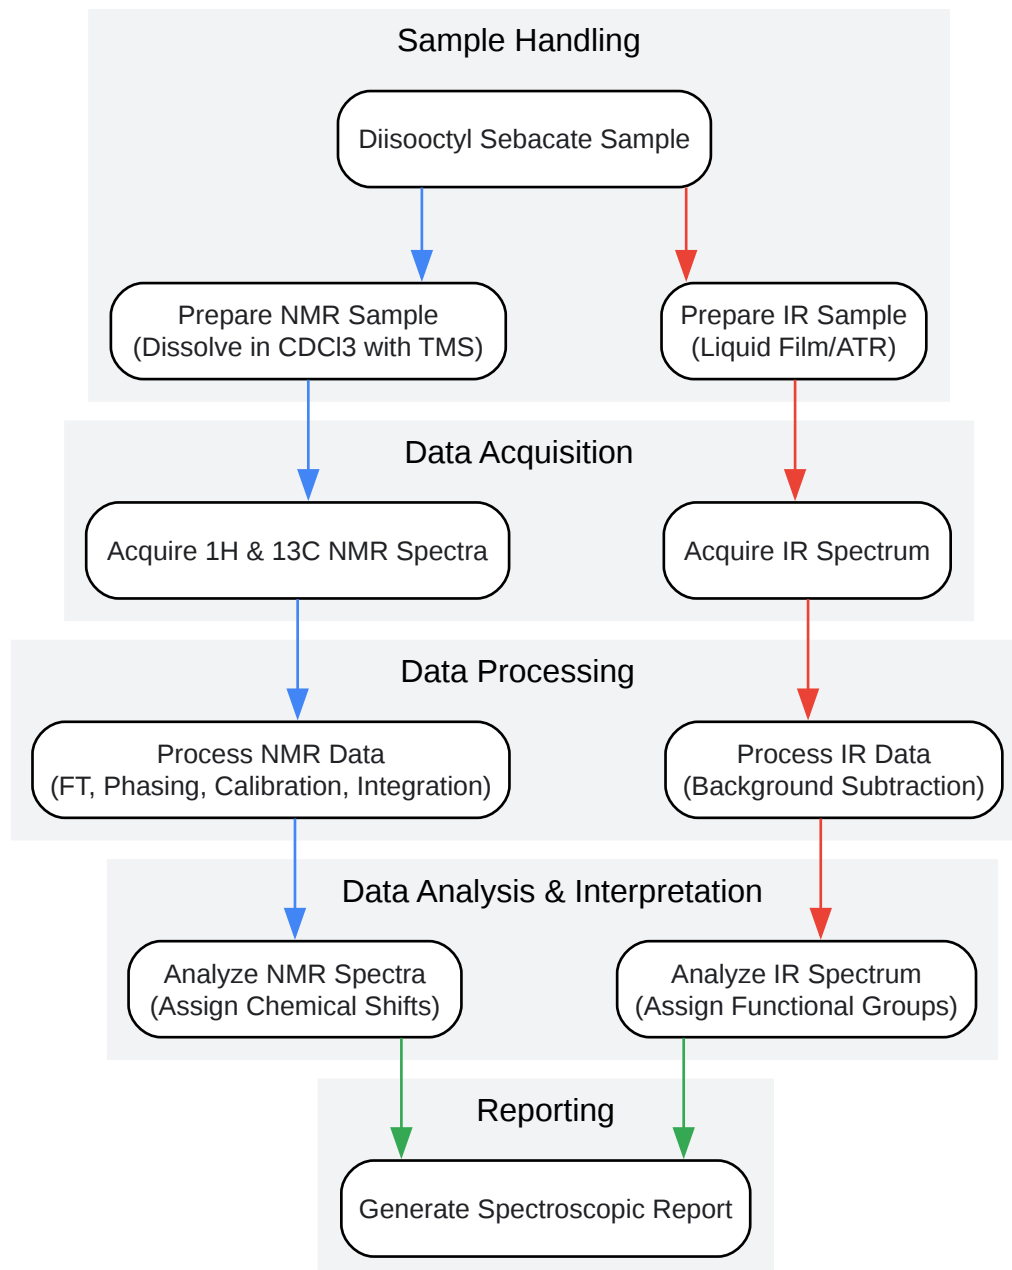 Sample Handling
Diisooctyl Sebacate Sample
Prepare NMR Sample
(Dissolve in CDCl3 with TMS)
Prepare IR Sample
(Liquid Film/ATR)
Data Acquisition
Acquire 1H & 13C NMR Spectra
Acquire IR Spectrum
Data Processing
Process NMR Data
(FT, Phasing, Calibration, Integration)
Process IR Data
(Background Subtraction)
Data Analysis & Interpretation
Analyze NMR Spectra
(Assign Chemical Shifts)
Analyze IR Spectrum
(Assign Functional Groups)
Reporting
Generate Spectroscopic Report